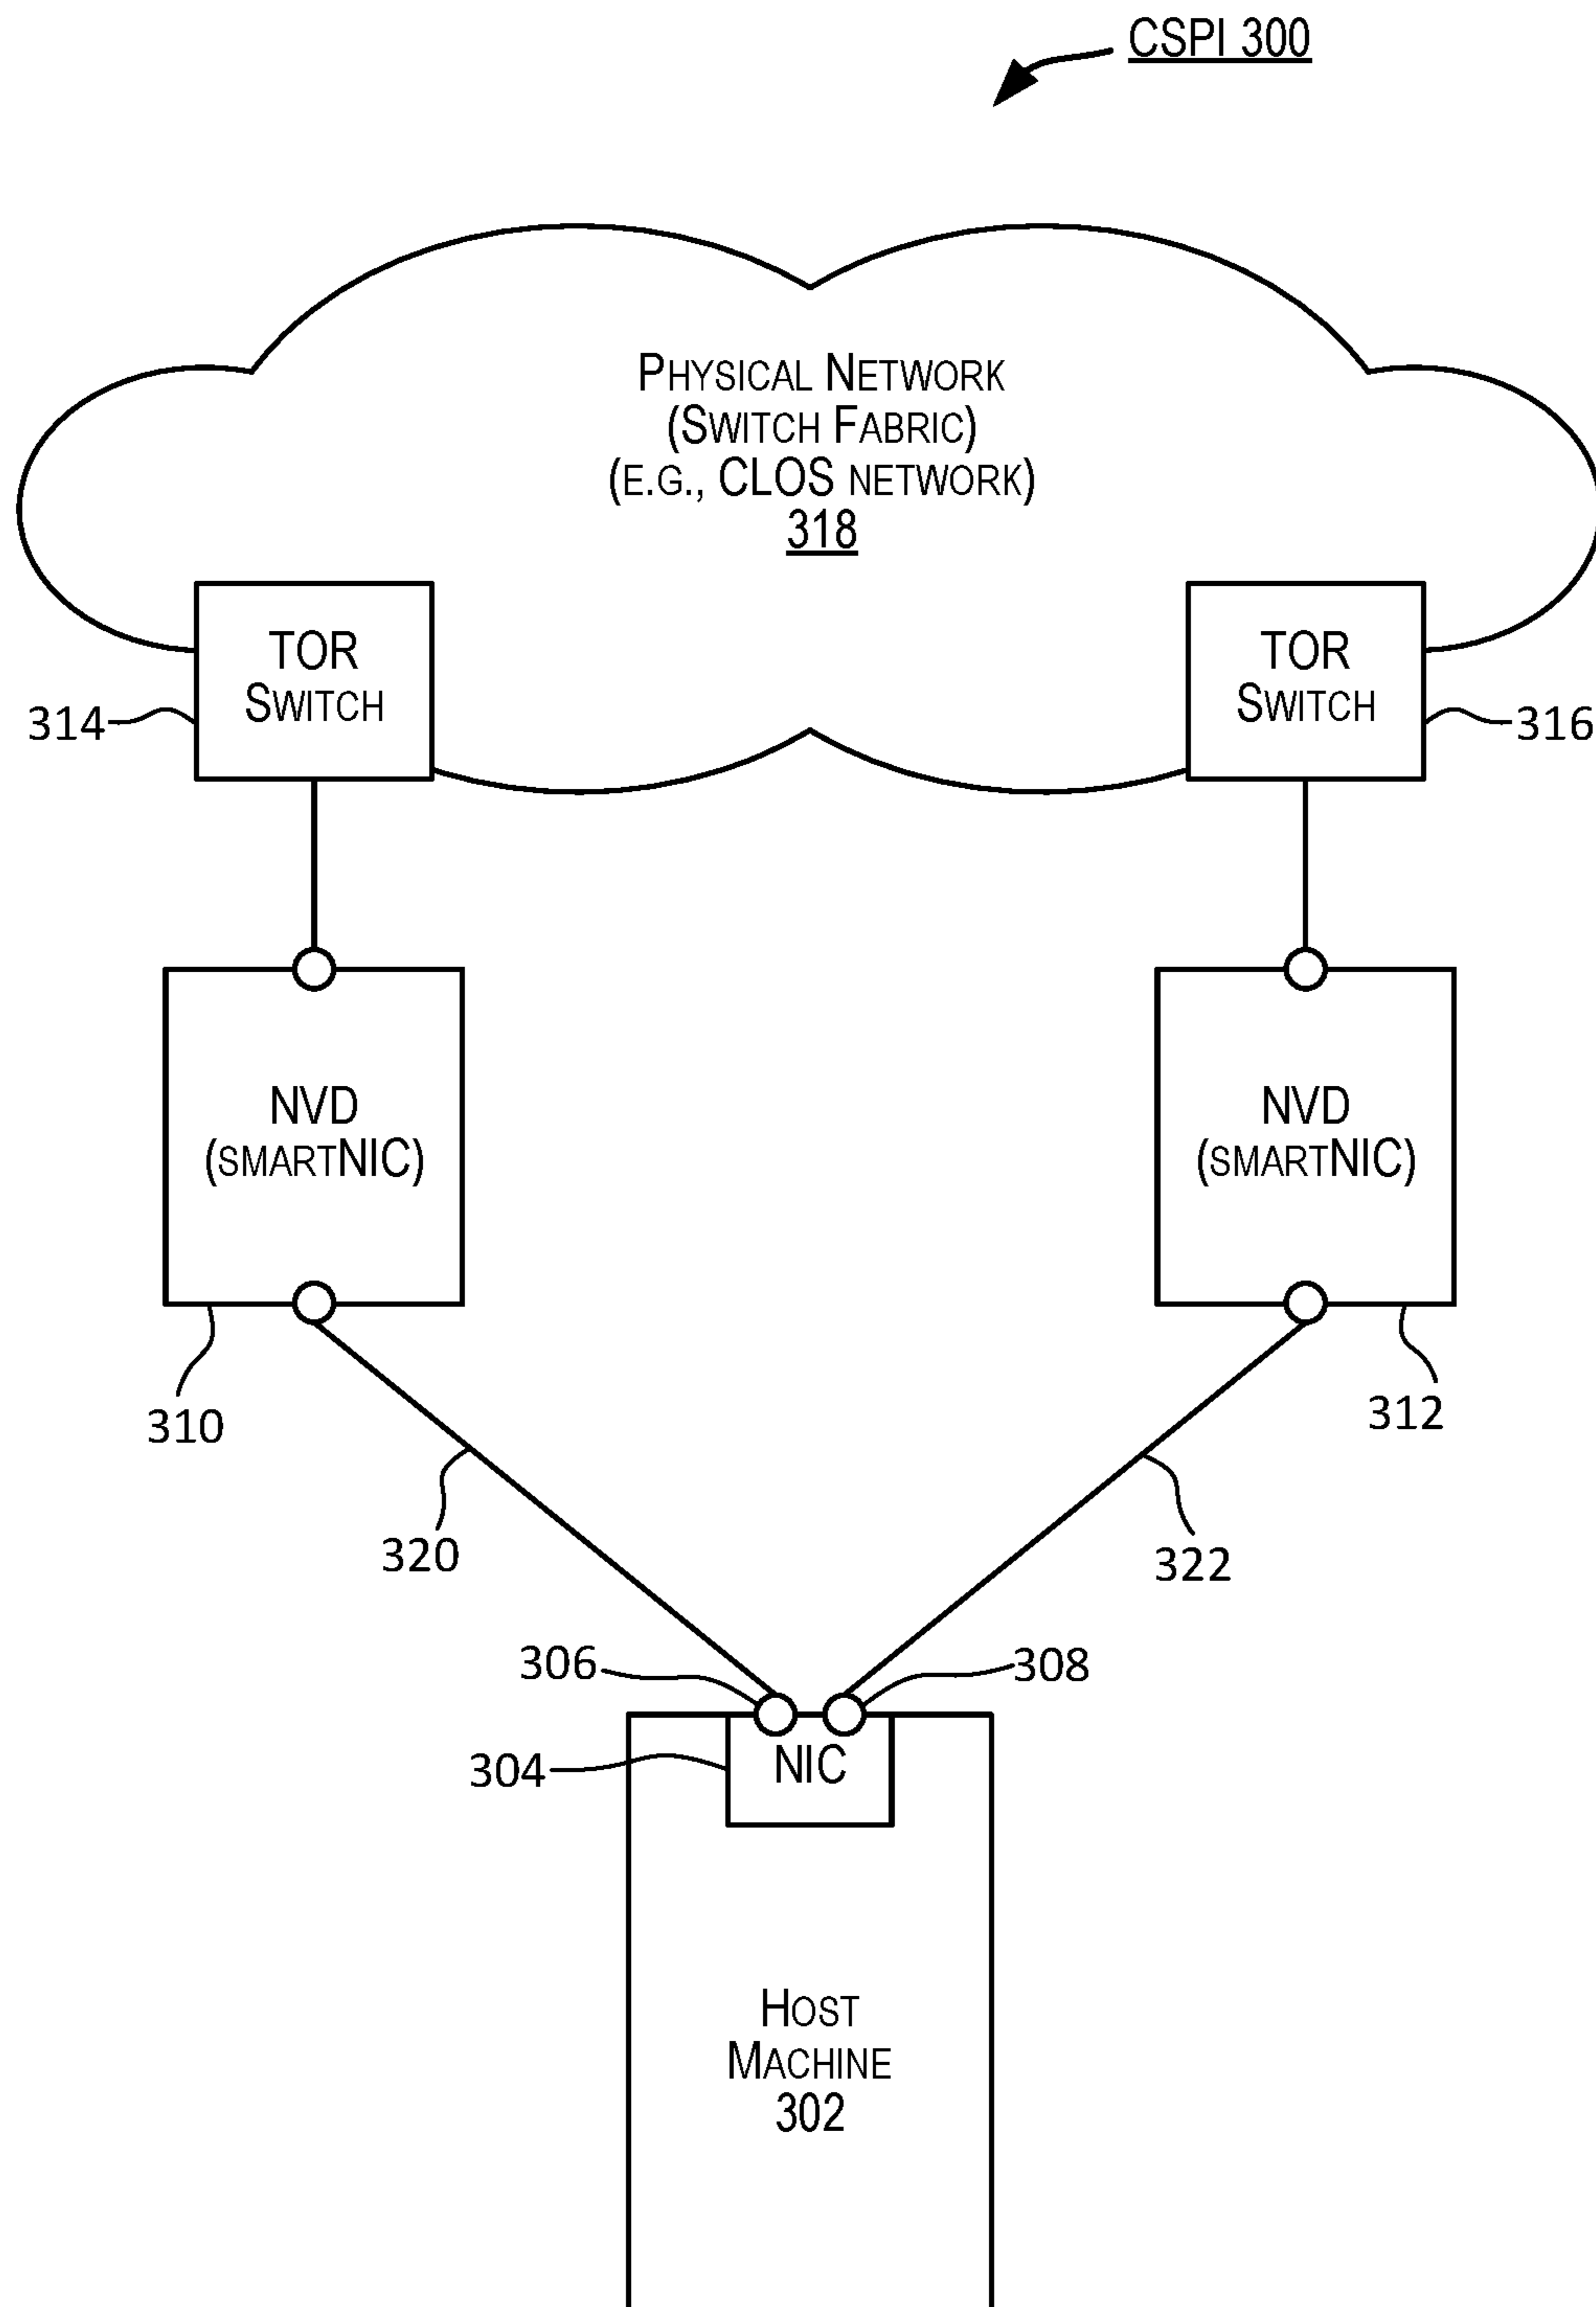 CSPI 300
PHYSICAL NETWORK
(SWITCH FABRIC)
(E.G., CLOS NETWORK)
318
TOR
SWITCH
314
TOR
SWITCH
316
NVD
(SMARTNIC)
310
NVD
(SMARTNIC)
312
320
322
306
308
304
NIC
HOST
MACHINE
302